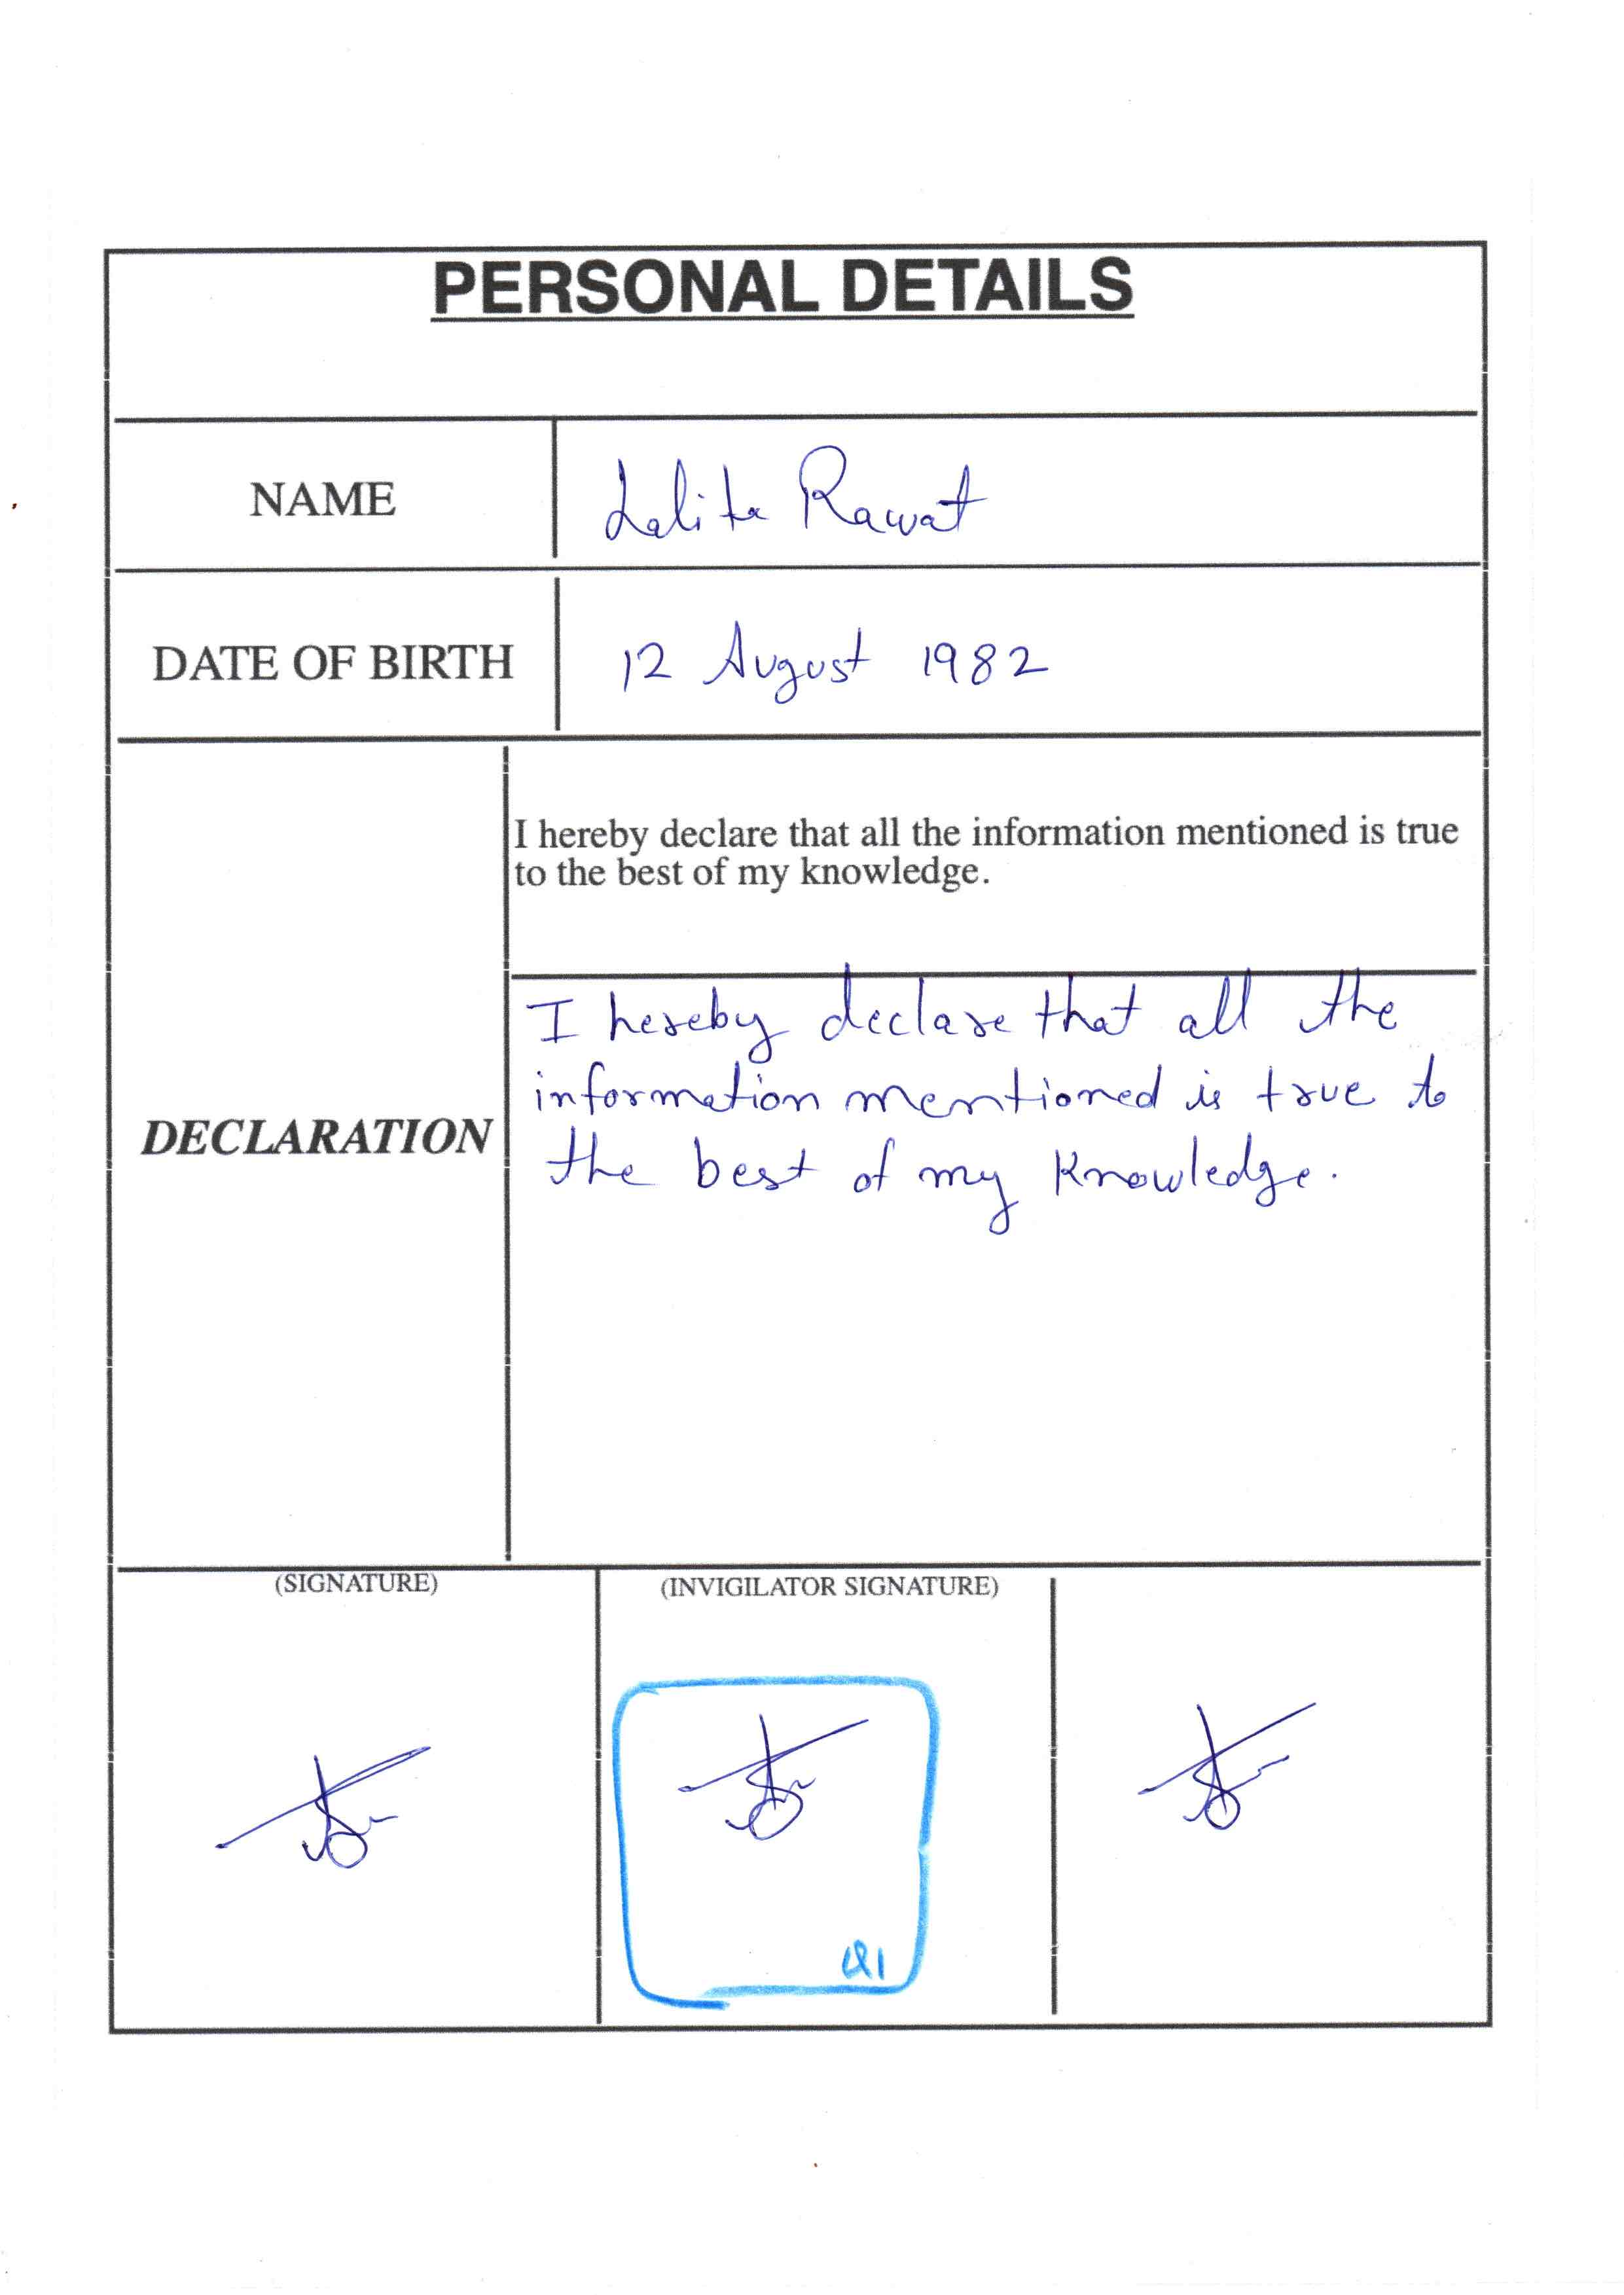 PERSONAL DETAILS
NAME
Lalita Rawat
DATE OF BIRTH
12 August 1982
I hereby declare that all the information mentioned is true
to the best of my knowledge.
DECLARATION
I hereby declare that all the
information mentioned is true to
the best of my knowledge.
(SIGNATURE)
(INVIGILATOR SIGNATURE)